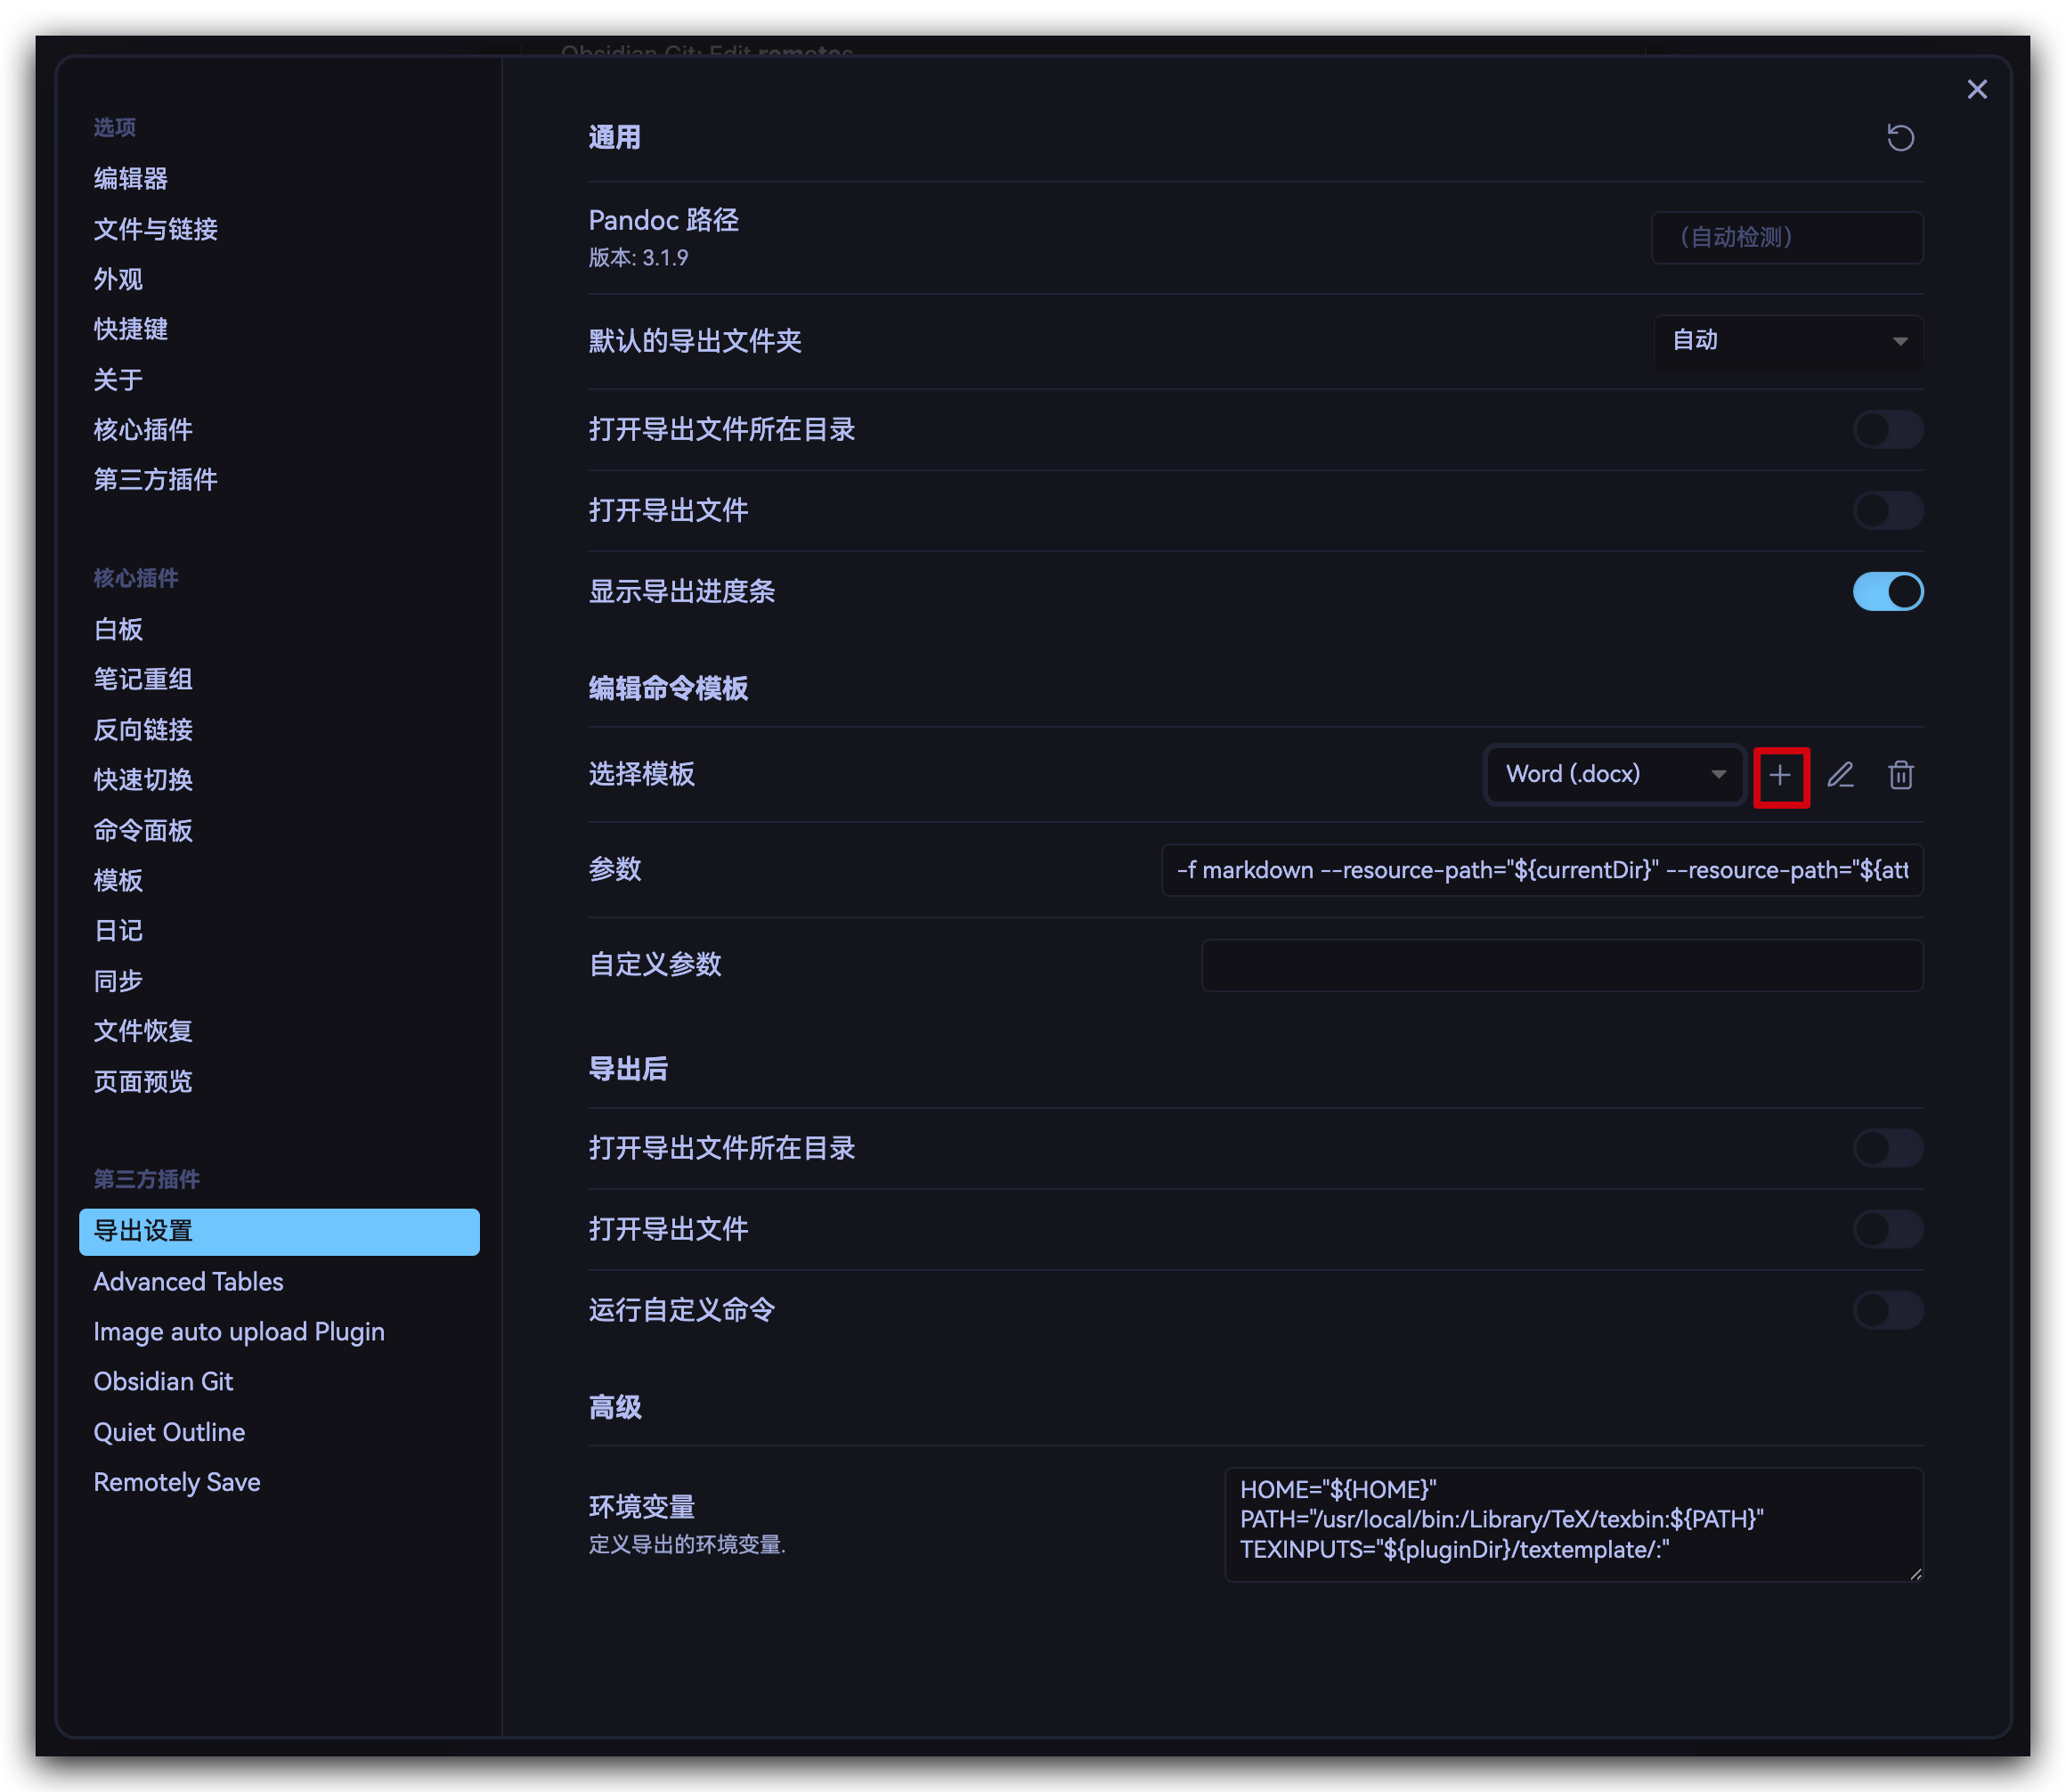 Obsidian Git: Edit remotes
选项
编辑器
文件与链接
外观
快捷键
关于
核心插件
第三方插件
核心插件
白板
笔记重组
反向链接
快速切换
命令面板
模板
日记
同步
文件恢复
页面预览
第三方插件
导出设置
Advanced Tables
Image auto upload Plugin
Obsidian Git
Quiet Outline
Remotely Save
通用
Pandoc 路径
版本: 3.1.9
（自动检测）
默认的导出文件夹
自动
打开导出文件所在目录
打开导出文件
显示导出进度条
编辑命令模板
选择模板
Word (.docx)
参数
-f markdown --resource-path="${currentDir}" --resource-path="${att
自定义参数
导出后
打开导出文件所在目录
打开导出文件
运行自定义命令
高级
环境变量
定义导出的环境变量.
HOME="${HOME}"
PATH="/usr/local/bin:/Library/TeX/texbin:${PATH}"
TEXINPUTS="${pluginDir}/textemplate/:"